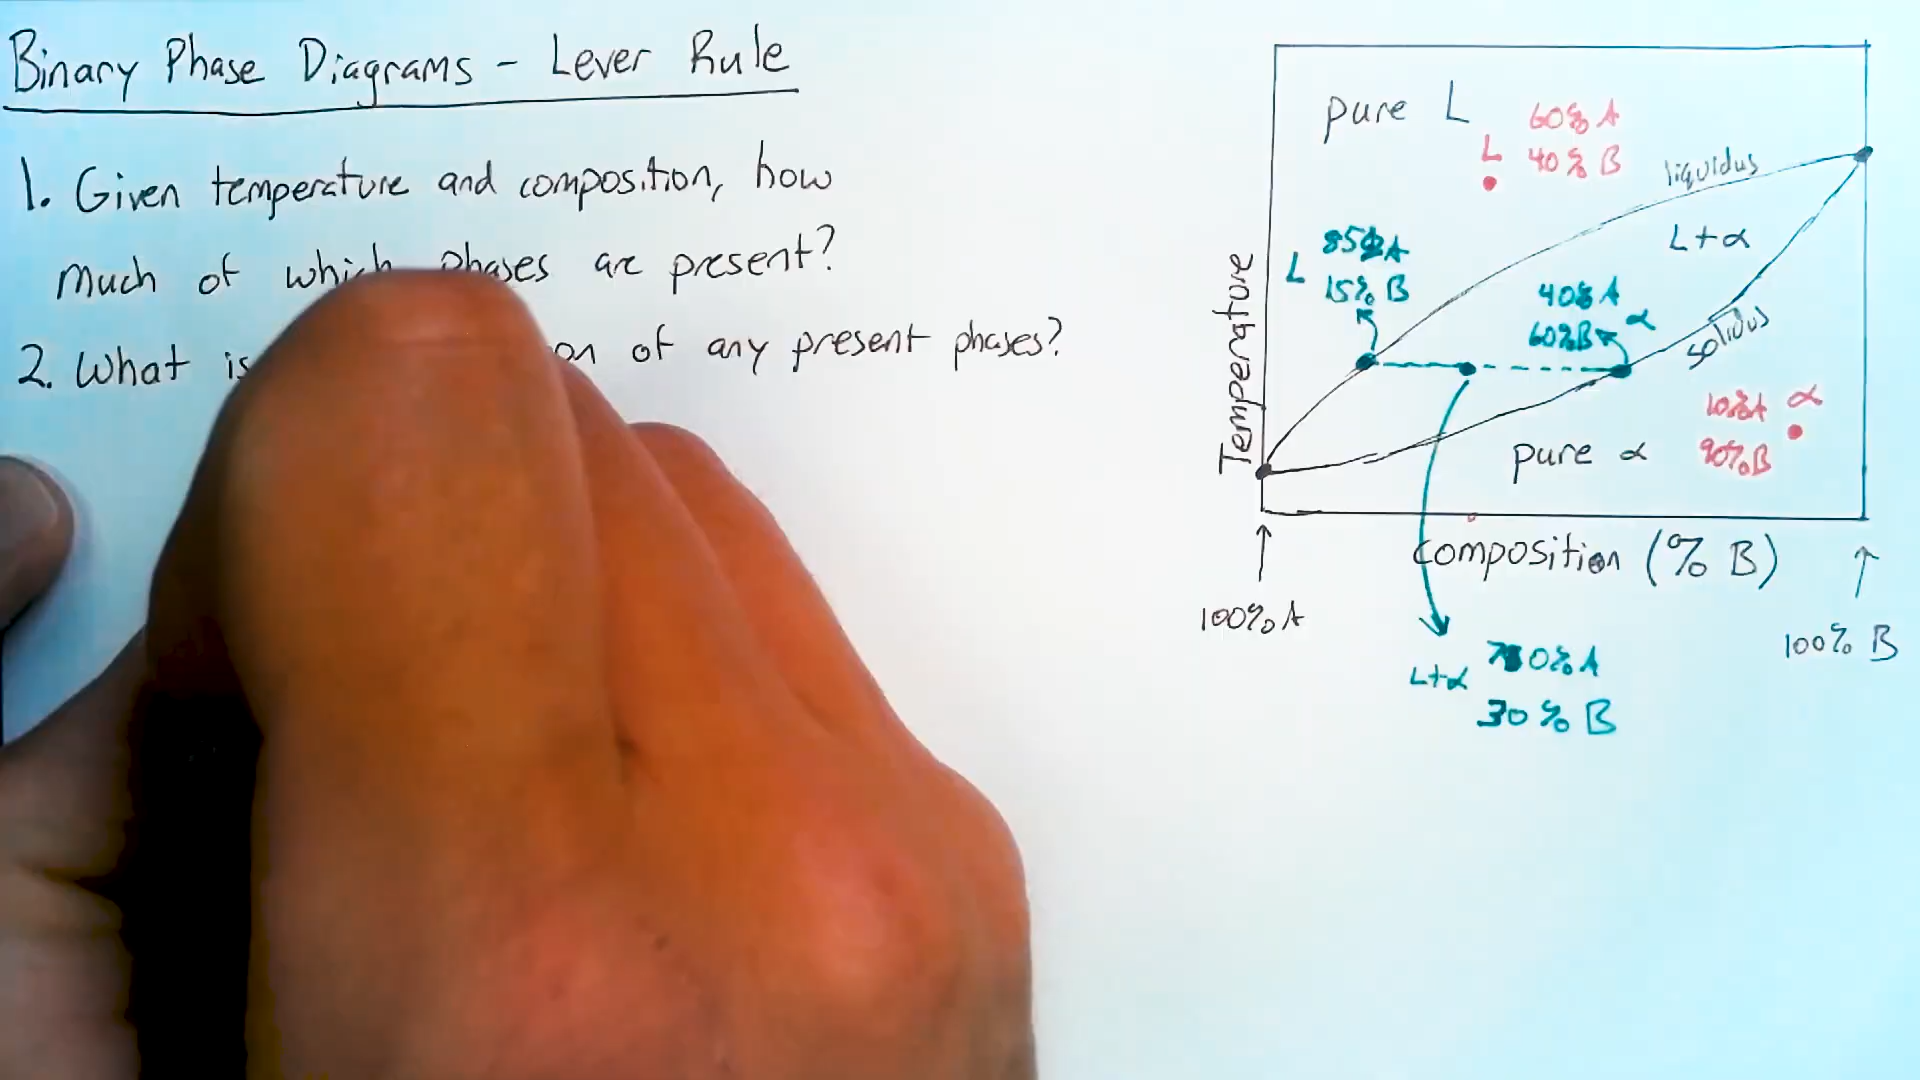 Binary Phase Diagrams - Lever Rule
1. Given temperature and composition, how
much of which phases are present?
2. What is on of any present phases?
pure L
L 60% A
40% B
liquidus
L+α
L 85% A
15% B
40% A
60% B α
solidus
10% A α
90% B
pure α
Temperature
Composition (% B)
100% A
100% B
L+α 70% A
30% B